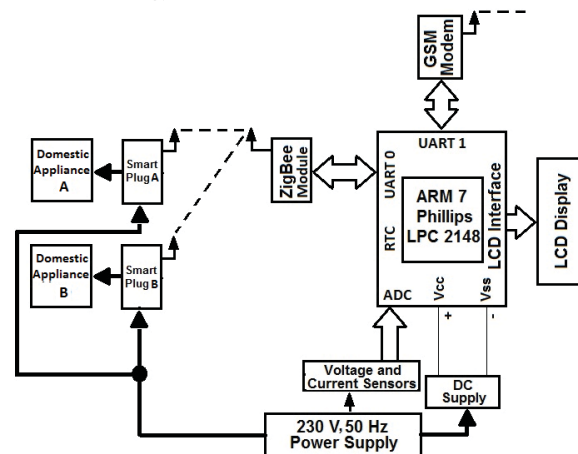 GSM
Modem
UART 1
UART 0
RTC
ADC
Vcc
Vss
LCD Interface
ARM 7
Phillips
LPC 2148
LCD Display
ZigBee
Module
Domestic
Appliance
A
Smart
Plug A
Domestic
Appliance
B
Smart
Plug B
+
-
Voltage and
Current Sensors
DC
Supply
230 V, 50 Hz
Power Supply